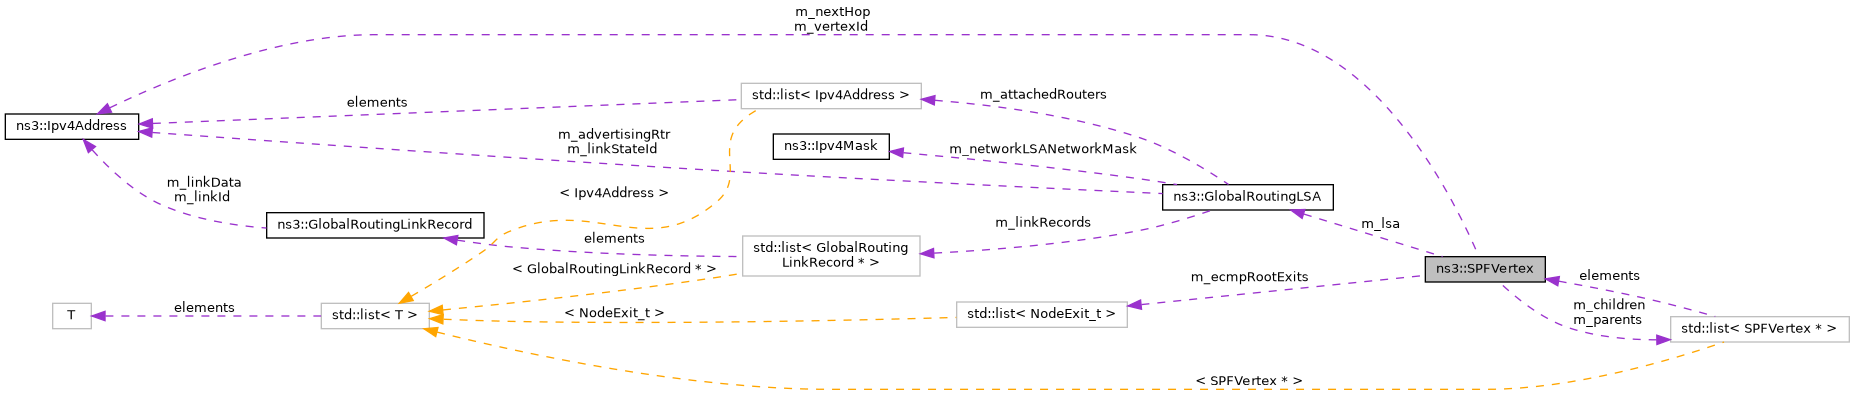 m_nextHop
m_vertexId
std::list< Ipv4Address >
m_attachedRouters
elements
ns3::Ipv4Address
m_advertisingRtr
m_linkStateId
ns3::Ipv4Mask
m_networkLSANetworkMask
m_linkData
m_linkId
< Ipv4Address >
ns3::GlobalRoutingLSA
ns3::GlobalRoutingLinkRecord
m_linkRecords
m_lsa
elements
std::list< GlobalRouting
LinkRecord * >
< GlobalRoutingLinkRecord * >
ns3::SPFVertex
m_ecmpRootExits
elements
T
elements
std::list< T >
< NodeExit_t >
std::list< NodeExit_t >
m_children
m_parents
std::list< SPFVertex * >
< SPFVertex * >